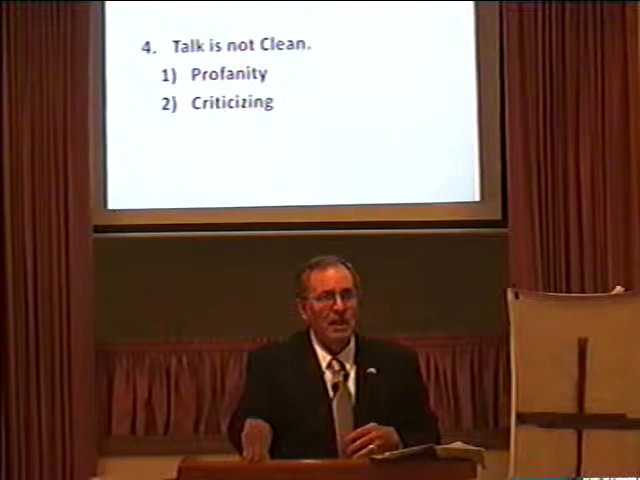 4. Talk is not Clean.
1) Profanity
2) Criticizing